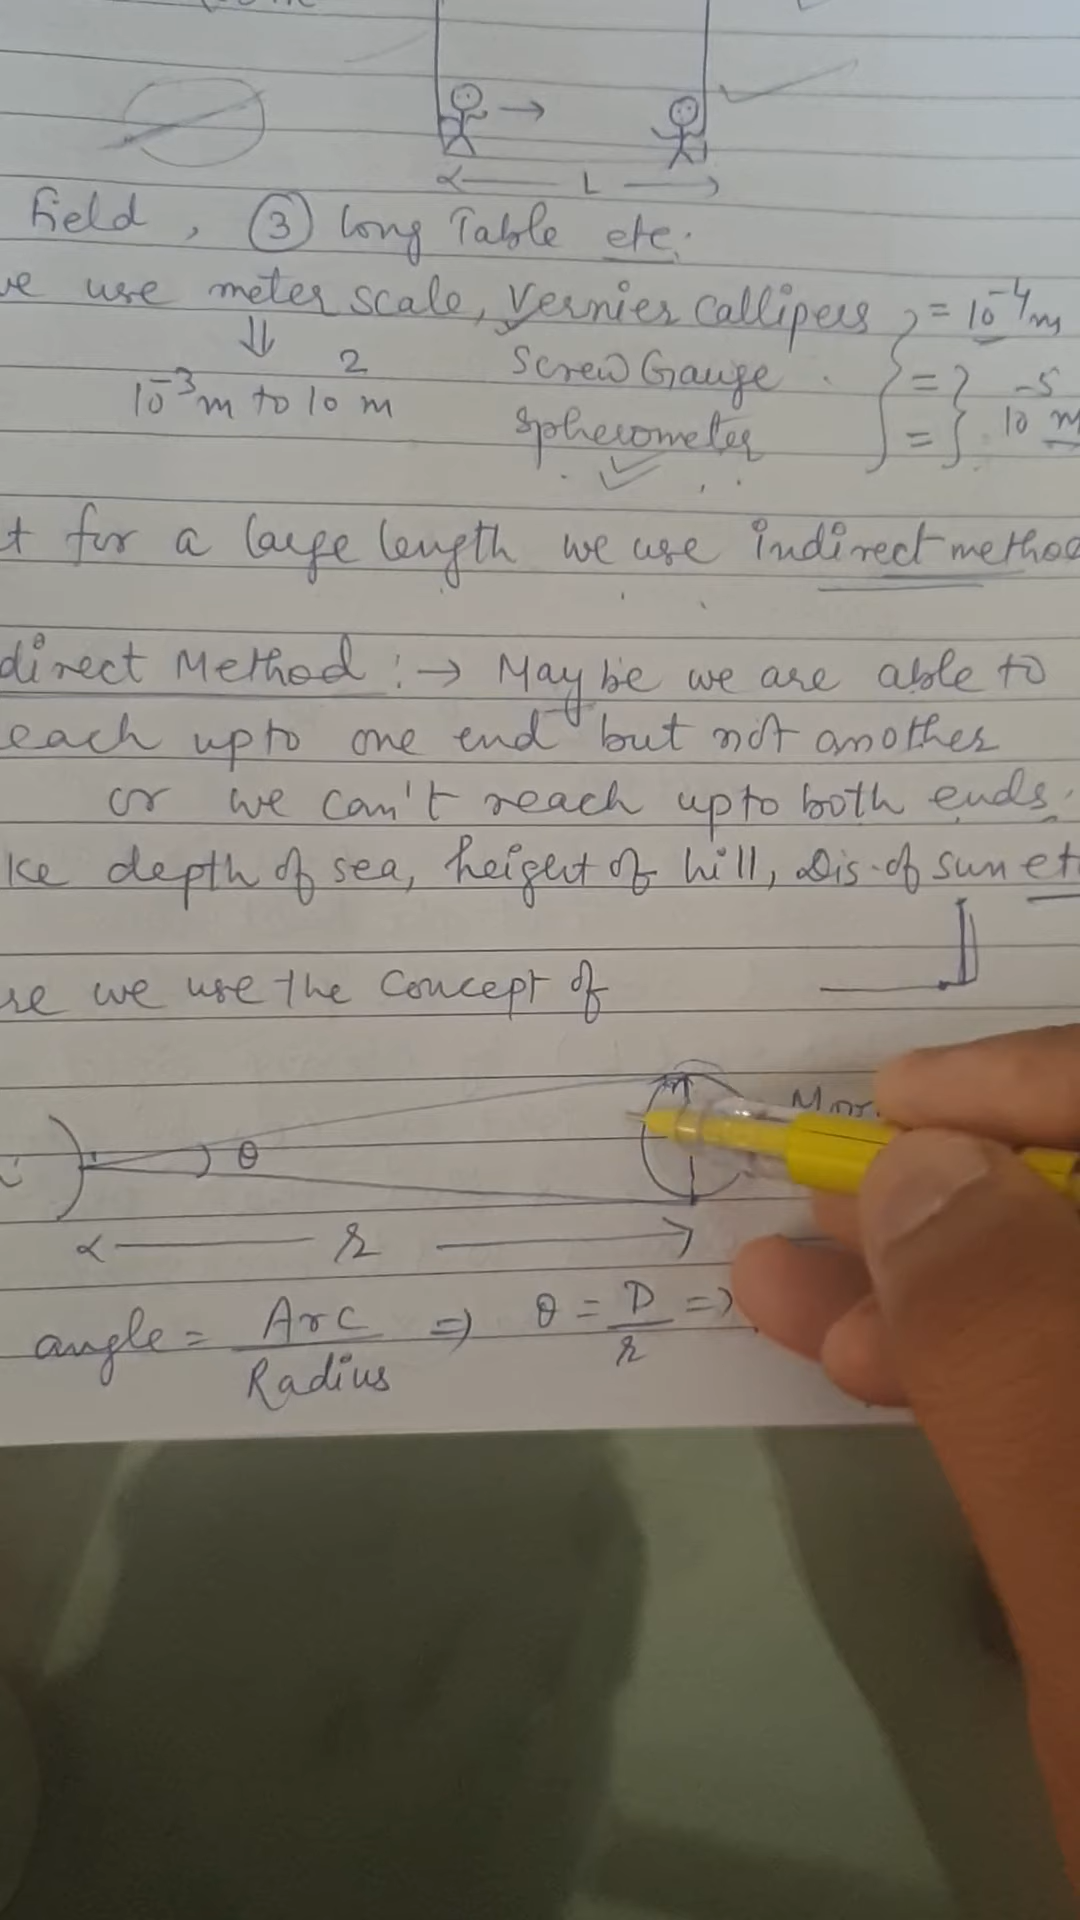 L
field, ③ long Table etc.
we use meter scale, Vernier Callipers } = 10⁻⁴m
⇓ Screw Gauge } = } 10⁻⁵ m
10⁻³m to 10² m Spherometer } = }
t for a large length we use indirect method
direct Method :→ May be we are able to
each upto one end but not another
or we can't reach upto both ends.
ke depth of sea, height of hill, Dis. of sun et
re we use the concept of
θ
r
angle = Arc / Radius ⇒ θ = D / r ⇒